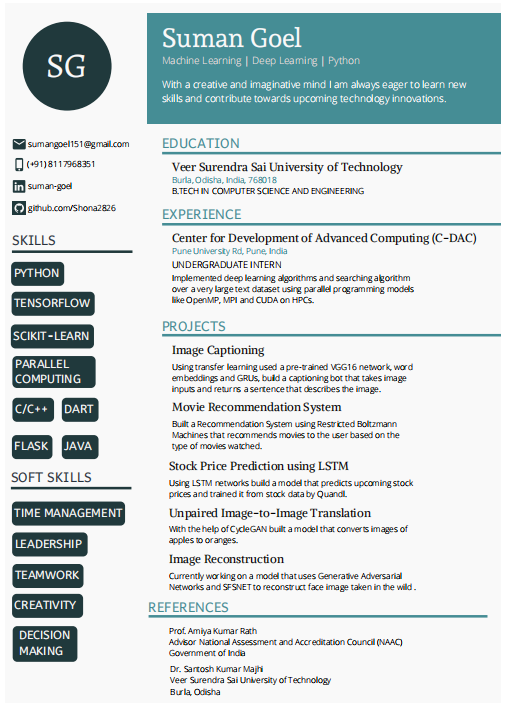 SG
Suman Goel
Machine Learning | Deep Learning | Python
With a creative and imaginative mind I am always eager to learn new
skills and contribute towards upcoming technology innovations.
sumangoel151@gmail.com
(+91) 8117968351
suman-goel
github.com/Shona2826
SKILLS
PYTHON
TENSORFLOW
SCIKIT-LEARN
PARALLEL
COMPUTING
C/C++ DART
FLASK JAVA
SOFT SKILLS
TIME MANAGEMENT
LEADERSHIP
TEAMWORK
CREATIVITY
DECISION
MAKING
EDUCATION
Veer Surendra Sai University of Technology
Burla, Odisha, India, 768018
B.TECH IN COMPUTER SCIENCE AND ENGINEERING
EXPERIENCE
Center for Development of Advanced Computing (C-DAC)
Pune University Rd, Pune, India
UNDERGRADUATE INTERN
Implemented deep learning algorithms and searching algorithm
over a very large text dataset using parallel programming models
like OpenMP, MPI and CUDA on HPCs.
PROJECTS
Image Captioning
Using transfer learning used a pre-trained VGG16 network, word
embeddings and GRUs, build a captioning bot that takes image
inputs and returns a sentence that describes the image.
Movie Recommendation System
Built a Recommendation System using Restricted Boltzmann
Machines that recommends movies to the user based on the
type of movies watched.
Stock Price Prediction using LSTM
Using LSTM networks build a model that predicts upcoming stock
prices and trained it from stock data by Quandl.
Unpaired Image-to-Image Translation
With the help of CycleGAN built a model that converts images of
apples to oranges.
Image Reconstruction
Currently working on a model that uses Generative Adversarial
Networks and SFSNET to reconstruct face image taken in the wild .
REFERENCES
Prof. Amiya Kumar Rath
Advisor National Assessment and Accreditation Council (NAAC)
Government of India
Dr. Santosh Kumar Majhi
Veer Surendra Sai University of Technology
Burla, Odisha